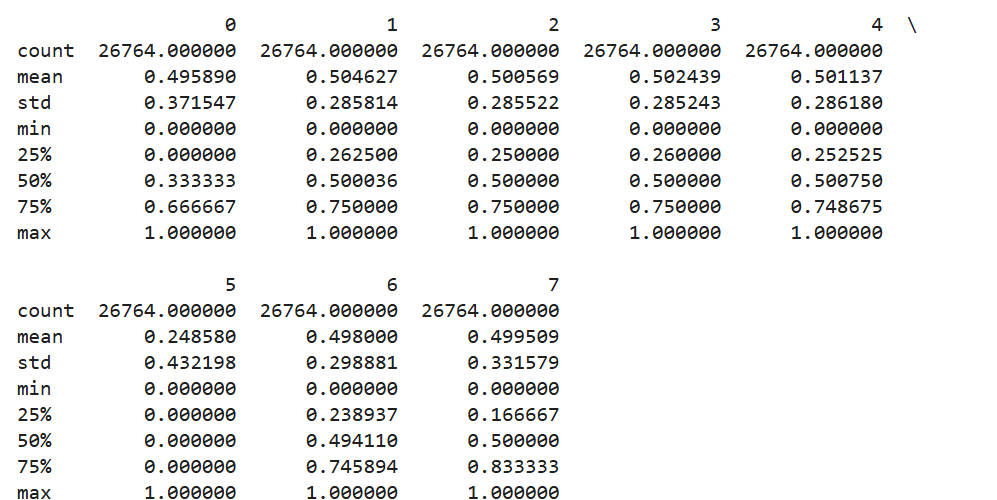 0             1             2             3             4  \
count  26764.000000  26764.000000  26764.000000  26764.000000  26764.000000
mean       0.495890      0.504627      0.500569      0.502439      0.501137
std        0.371547      0.285814      0.285522      0.285243      0.286180
min        0.000000      0.000000      0.000000      0.000000      0.000000
25%        0.000000      0.262500      0.250000      0.260000      0.252525
50%        0.333333      0.500036      0.500000      0.500000      0.500750
75%        0.666667      0.750000      0.750000      0.750000      0.748675
max        1.000000      1.000000      1.000000      1.000000      1.000000

                  5             6             7
count  26764.000000  26764.000000  26764.000000
mean       0.248580      0.498000      0.499509
std        0.432198      0.298881      0.331579
min        0.000000      0.000000      0.000000
25%        0.000000      0.238937      0.166667
50%        0.000000      0.494110      0.500000
75%        0.000000      0.745894      0.833333
max        1.000000      1.000000      1.000000